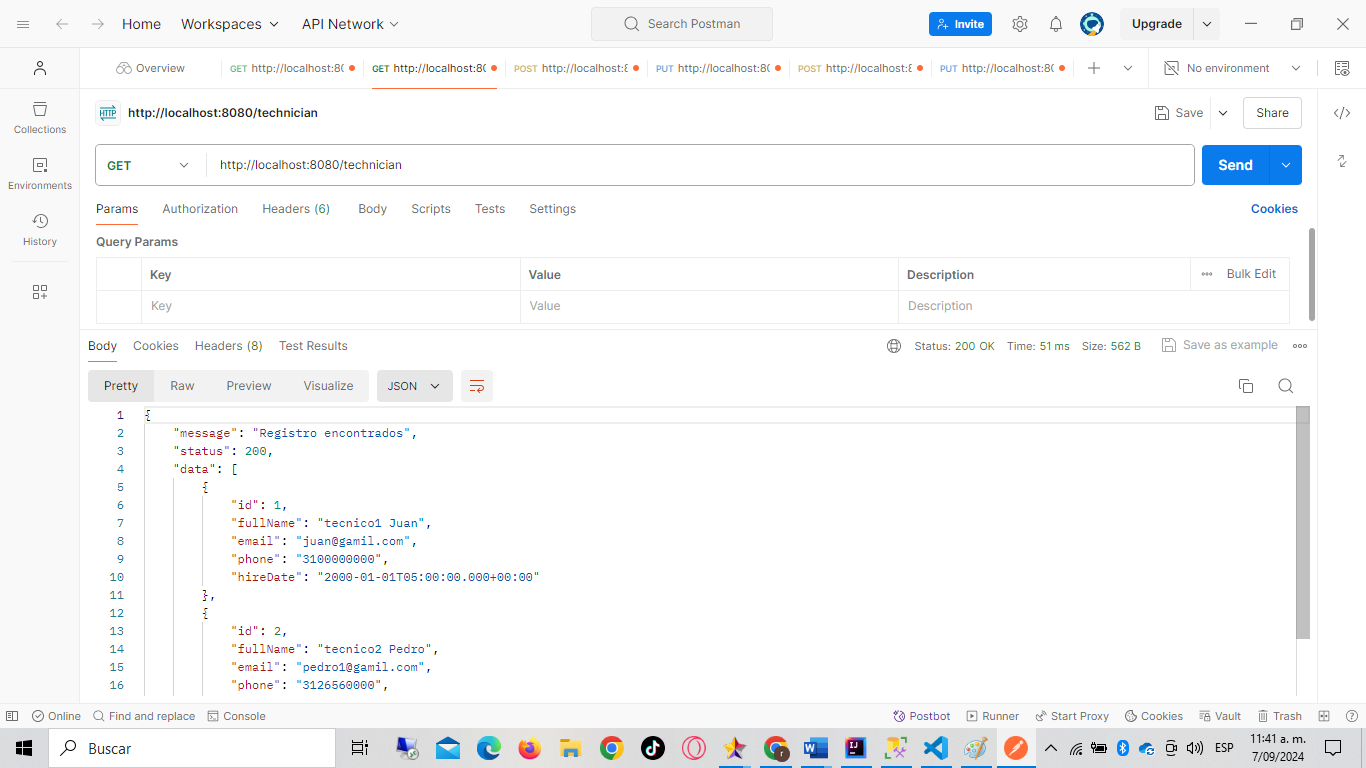 Home Workspaces API Network Search Postman Invite Upgrade
Overview GET http://localhost:80 GET http://localhost:80 POST http://localhost:8 PUT http://localhost:80 POST http://localhost:8 PUT http://localhost:80 No environment
HTTP http://localhost:8080/technician Save Share
Collections
GET http://localhost:8080/technician Send
Environments
Params Authorization Headers (6) Body Scripts Tests Settings Cookies
History
Query Params
Key Value Description Bulk Edit
Key Value Description
Body Cookies Headers (8) Test Results Status: 200 OK Time: 51 ms Size: 562 B Save as example
Pretty Raw Preview Visualize JSON
1 {
2 "message": "Registro encontrados",
3 "status": 200,
4 "data": [
5 {
6 "id": 1,
7 "fullName": "tecnico1 Juan",
8 "email": "juan@gamil.com",
9 "phone": "3100000000",
10 "hireDate": "2000-01-01T05:00:00.000+00:00"
11 },
12 {
13 "id": 2,
14 "fullName": "tecnico2 Pedro",
15 "email": "pedro1@gamil.com",
16 "phone": "3126560000",
Online Find and replace Console Postbot Runner Start Proxy Cookies Vault Trash
Buscar ESP 11:41 a. m.
7/09/2024